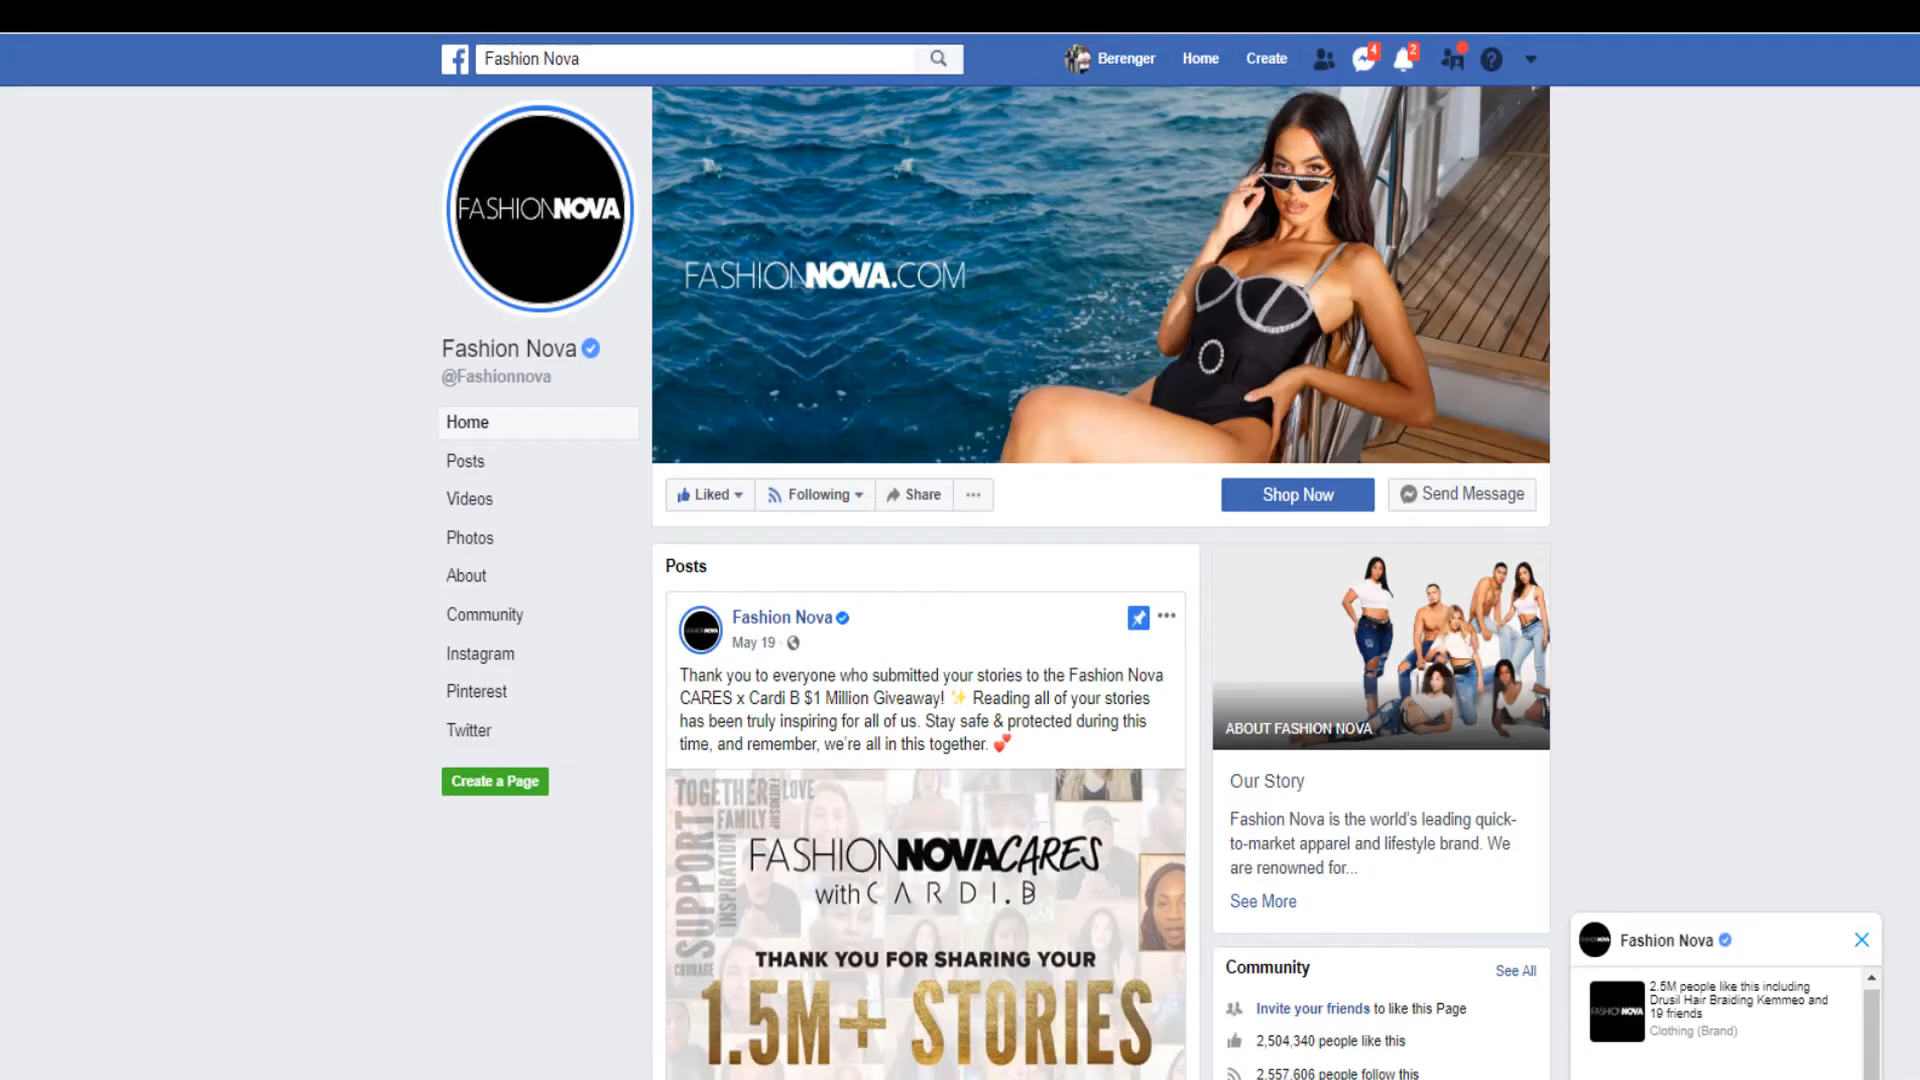 Fashion Nova
Berenger
Home
Create
4
2
FASHIONNOVA
Fashion Nova
@Fashionnova
Home
Posts
Videos
Photos
About
Community
Instagram
Pinterest
Twitter
Create a Page
FASHIONNOVA.COM
Liked
Following
Share
Shop Now
Send Message
Posts
Fashion Nova
May 19
Thank you to everyone who submitted your stories to the Fashion Nova
CARES x Cardi B $1 Million Giveaway! ✨ Reading all of your stories
has been truly inspiring for all of us. Stay safe & protected during this
time, and remember, we're all in this together. 💕
TOGETHER
FRIENDSHIP
LOVE
FAMILY
SUPPORT
INSPIRATION
COURAGE
FASHIONNOVACARES
with CARDI.B
THANK YOU FOR SHARING YOUR
1.5M+ STORIES
ABOUT FASHION NOVA
Our Story
Fashion Nova is the world's leading quick-
to-market apparel and lifestyle brand. We
are renowned for...
See More
Community
See All
Invite your friends to like this Page
2,504,340 people like this
2,557,606 people follow this
Fashion Nova
FASHIONNOVA
2.5M people like this including
Drusil Hair Braiding Kemmeo and
19 friends
Clothing (Brand)